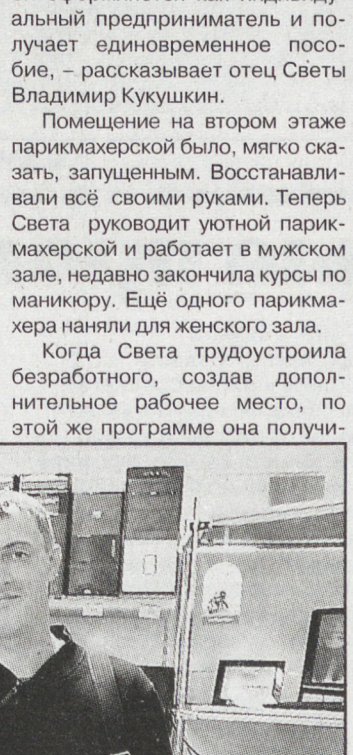 альный предприниматель и по-
лучает единовременное посо-
бие, – рассказывает отец Светы
Владимир Кукушкин.
Помещение на втором этаже
парикмахерской было, мягко ска-
зать, запущенным. Восстанавли-
вали всё своими руками. Теперь
Света руководит уютной парик-
махерской и работает в мужском
зале, недавно закончила курсы по
маникюру. Ещё одного парикма-
хера наняли для женского зала.
Когда Света трудоустроила
безработного, создав допол-
нительное рабочее место, по
этой же программе она получи-